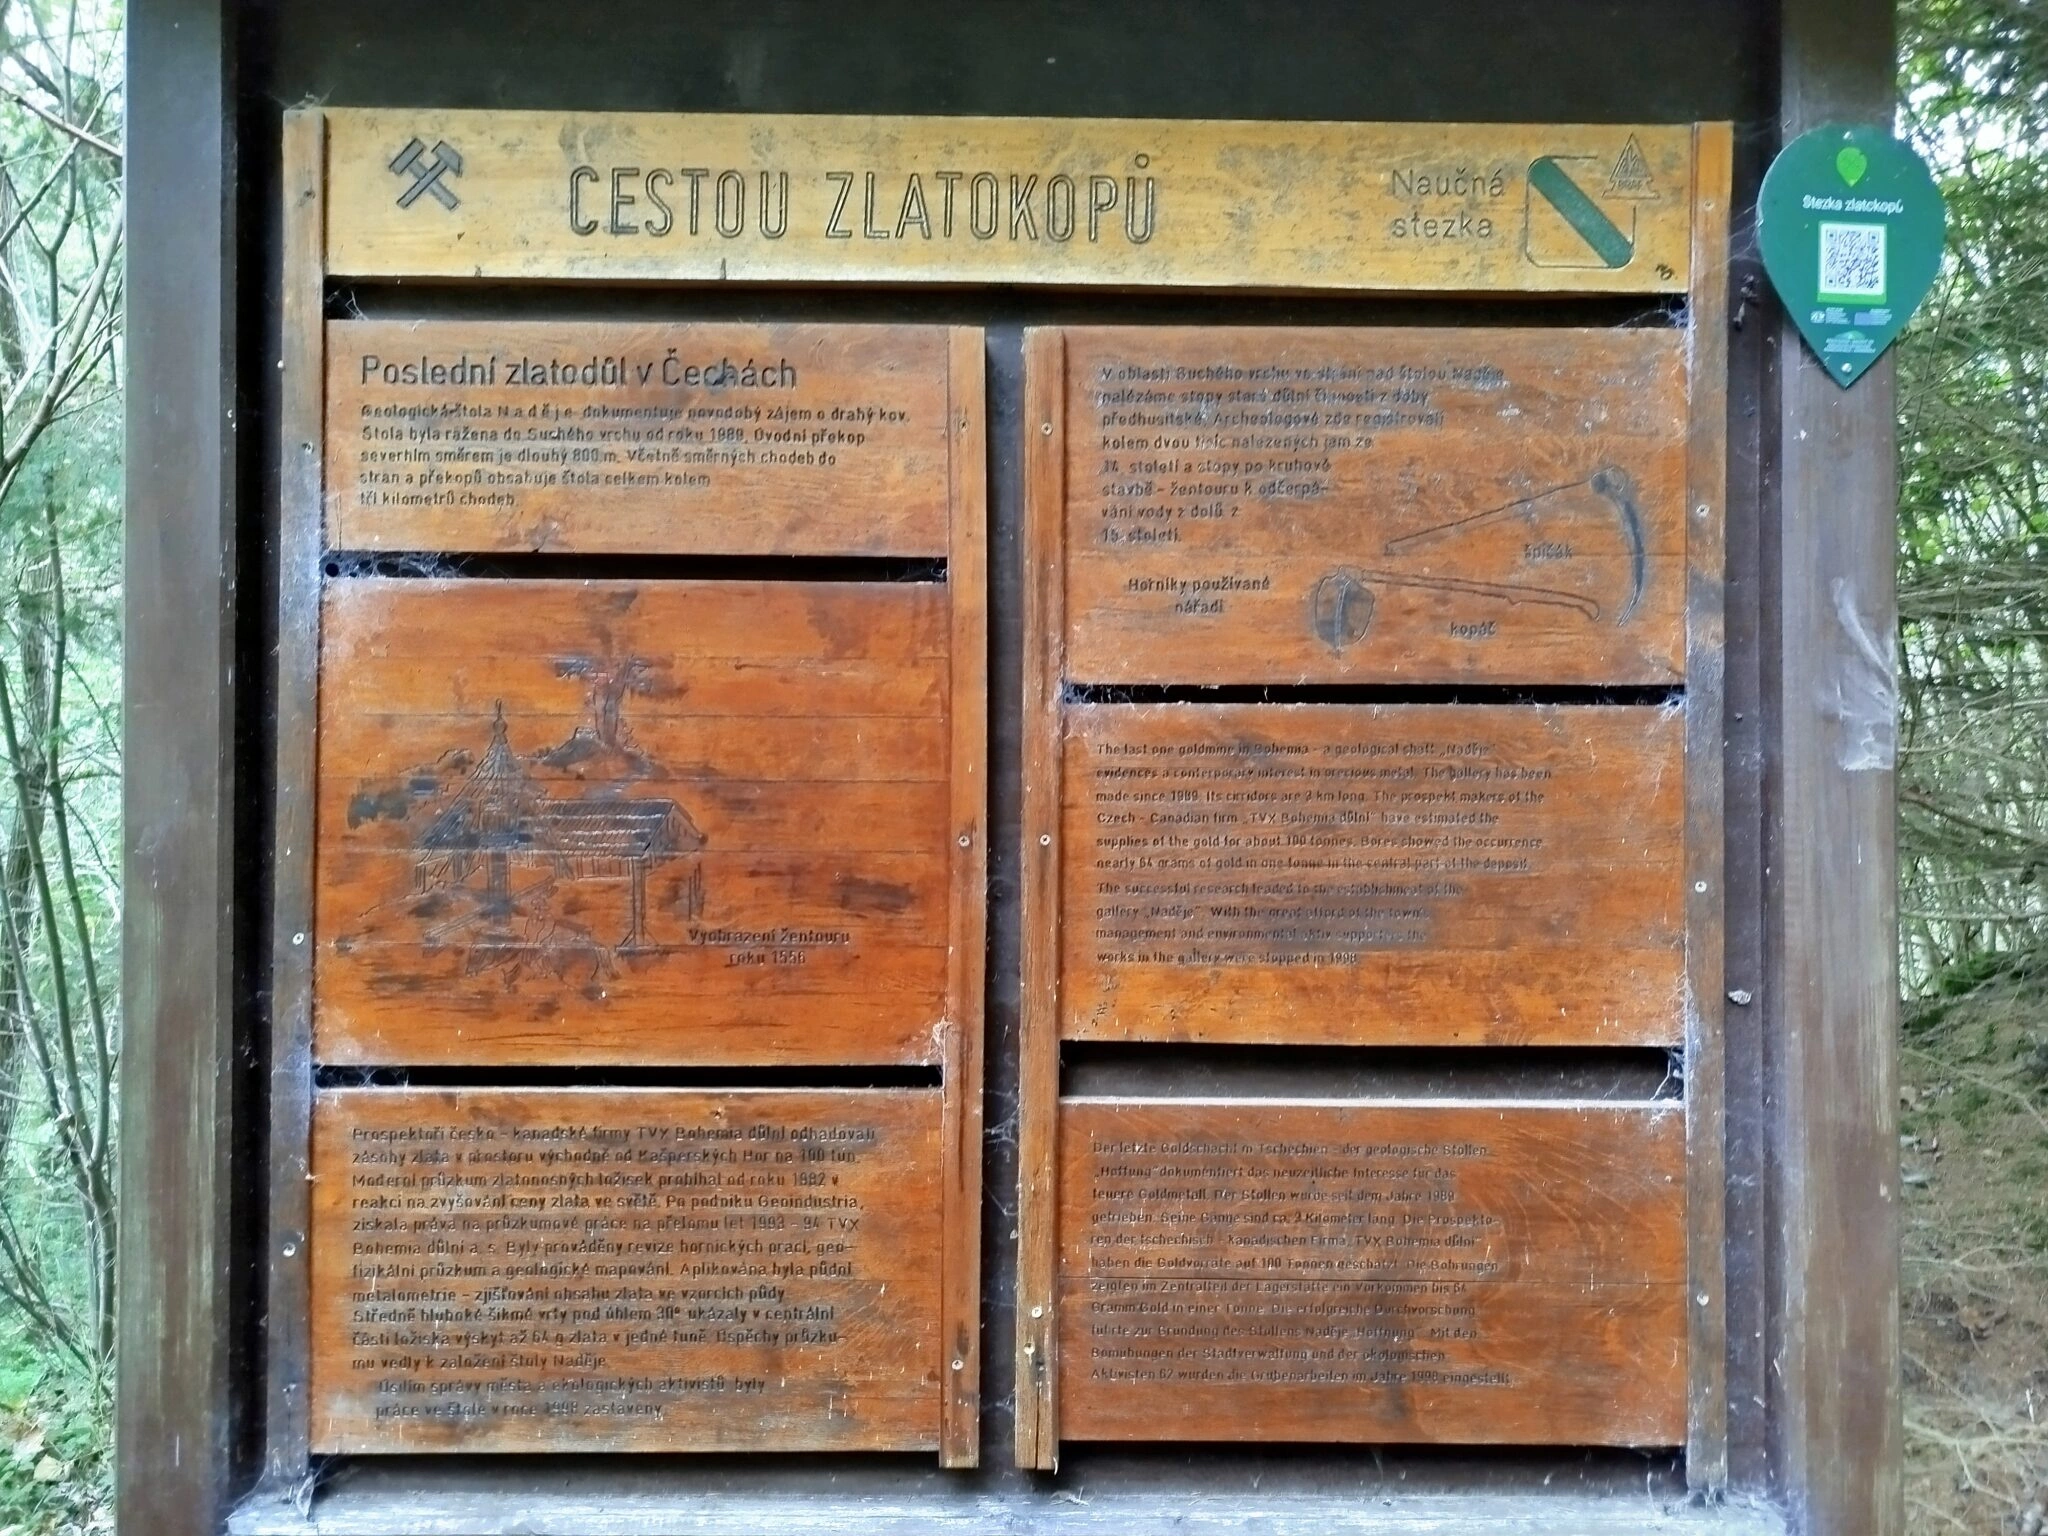 CESTOU ZLATOKOPŮ
Naučná
stezka
Stezka zlatokopů
Poslední zlatodůl v Čechách
Geologická štola Naděje dokumentuje novodobý zájem o drahý kov.
Štola byla ražena do Suchého vrchu od roku 1989. Úvodní překop
severním směrem je dlouhý 800 m. Včetně směrných chodeb do
stran a překopů obsahuje štola celkem kolem
tří kilometrů chodeb.
Vyobrazení žentouru
roku 1556
Prospektoři česko - kanadské firmy TVX Bohemia důlní odhadovali
zásoby zlata v prostoru východně od Kašperských Hor na 100 tun.
Moderní průzkum zlatonosných ložisek probíhal od roku 1982 v
reakci na zvyšování ceny zlata ve světě. Po podniku Geoindustria,
získala práva na průzkumové práce na přelomu let 1993 - 94 TVX
Bohemia důlní a. s. Byly prováděny revize hornických prací, geo-
fizikální průzkum a geologické mapování. Aplikována byla půdní
metalometrie - zjišťování obsahu zlata ve vzorcích půdy.
Středně hluboké šikmé vrty pod úhlem 30° ukázaly v centrální
části ložiska výskyt až 64 g zlata v jedné tuně. Úspěchy průzku-
mu vedly k založení štoly Naděje.
Úsilím správy města a ekologických aktivistů byly
práce ve štole v roce 1998 zastaveny.
V oblasti Suchého vrchu ve stráni nad štolou Naděje
nalézáme stopy staré důlní činnosti z doby
předhusitské. Archeologové zde registrovali
kolem dvou tisíc nalezených jam ze
14. století a stopy po kruhové
stavbě - žentouru k odčerpá-
vání vody z dolů z
15. století.
špičák
Horníky používané
nářadí
kopáč
The last one goldmine in Bohemia - a geological shaft „Naděje"
evidences a contemporary interest in precious metal. The gallery has been
made since 1989. Its cirridors are 3 km long. The prospekt makers of the
Czech - Canadian firm „TVX Bohemia důlní" have estimated the
supplies of the gold for about 100 tonnes. Bores showed the occurrence
nearly 64 grams of gold in one tonne in the central part of the deposit.
The successful research leaded to the establishment of the
gallery „Naděje". With the great afford of the town's
management and environmental aktiv supporters the
works in the gallery were stopped in 1998.
Der letzte Goldschacht in Tschechien - der geologische Stollen
„Hoffung" dokumentiert das neuzeitliche Interesse für das
teuere Goldmetall. Der Stollen wurde seit dem Jahre 1989
getrieben. Seine Gänge sind ca. 3 Kilometer lang. Die Prospekto-
ren der tschechisch - kanadischen Firma „TVX Bohemia důlní"
haben die Goldvorräte auf 100 Tonnen geschätzt. Die Bohrungen
zeigten im Zentralteil der Lagerstätte ein Vorkommen bis 64
Gramm Gold in einer Tonne. Die erfolgreiche Durchvorschung
führte zur Gründung des Stollens Naděje „Hoffnung". Mit den
Bemühungen der Stadtverwaltung und der ökologischen
Aktivisten 62 wurden die Grubenarbeiten im Jahre 1998 eingestellt.